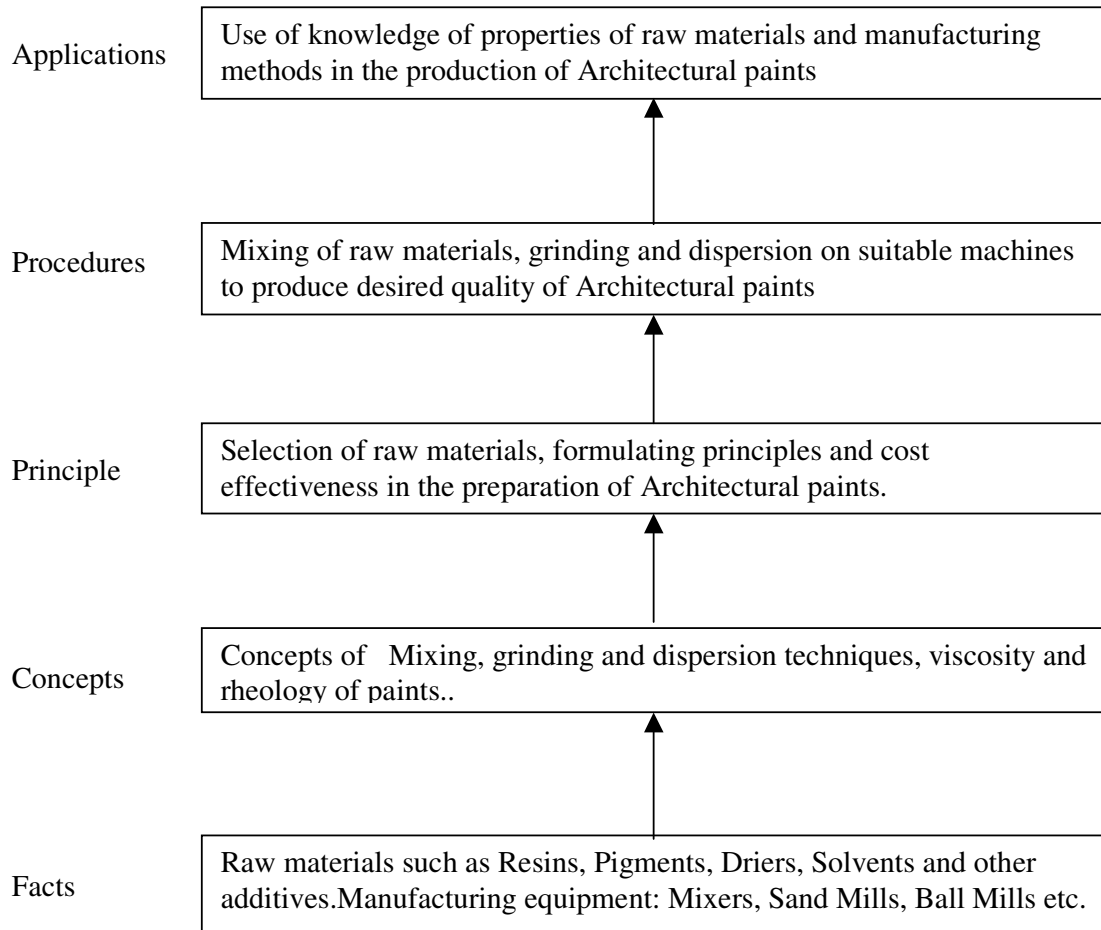 Applications
Use of knowledge of properties of raw materials and manufacturing
methods in the production of Architectural paints
Procedures
Mixing of raw materials, grinding and dispersion on suitable machines
to produce desired quality of Architectural paints
Principle
Selection of raw materials, formulating principles and cost
effectiveness in the preparation of Architectural paints.
Concepts
Concepts of   Mixing, grinding and dispersion techniques, viscosity and
rheology of paints..
Facts
Raw materials such as Resins, Pigments, Driers, Solvents and other
additives.Manufacturing equipment: Mixers, Sand Mills, Ball Mills etc.